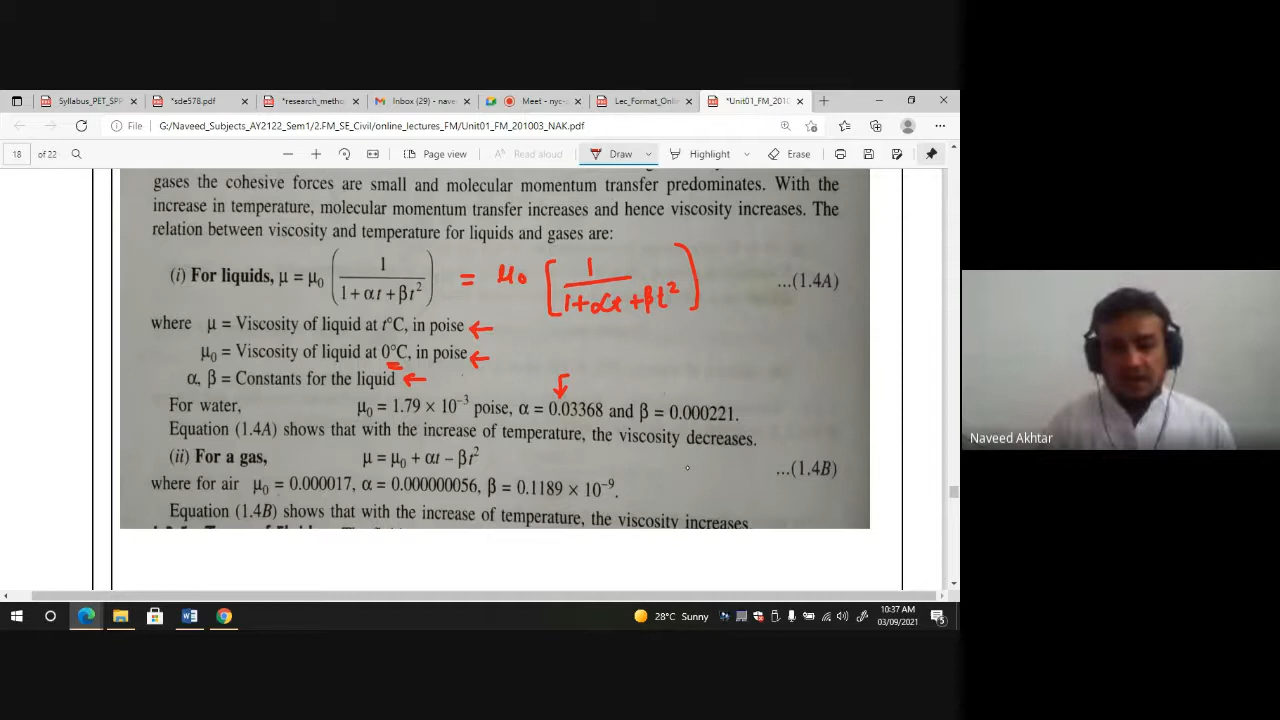 Syllabus_PET_SPP
*sde578.pdf
*research_metho
Inbox (29) - nave
Meet - nyc-
Lec_Format_Onli
*Unit01_FM_2010
File
G:/Naveed_Subjects_AY2122_Sem1/2.FM_SE_Civil/online_lectures_FM/Unit01_FM_201003_NAK.pdf
18 of 22
Page view
Read aloud
Draw
Highlight
Erase
gases the cohesive forces are small and molecular momentum transfer predominates. With the
increase in temperature, molecular momentum transfer increases and hence viscosity increases. The
relation between viscosity and temperature for liquids and gases are:
(i) For liquids, μ = μ₀ (1 / (1 + αt + βt²)) = μ₀ [1 / (1+αt+βt²)) ...(1.4A)
where μ = Viscosity of liquid at t°C, in poise ←
μ₀ = Viscosity of liquid at 0°C, in poise ←
α, β = Constants for the liquid ←
For water, μ₀ = 1.79 × 10⁻³ poise, α = 0.03368 and β = 0.000221.
Equation (1.4A) shows that with the increase of temperature, the viscosity decreases.
(ii) For a gas, μ = μ₀ + αt – βt² ...(1.4B)
where for air μ₀ = 0.000017, α = 0.000000056, β = 0.1189 × 10⁻⁹.
Equation (1.4B) shows that with the increase of temperature, the viscosity increases.
Naveed Akhtar
28°C Sunny
10:37 AM
03/09/2021